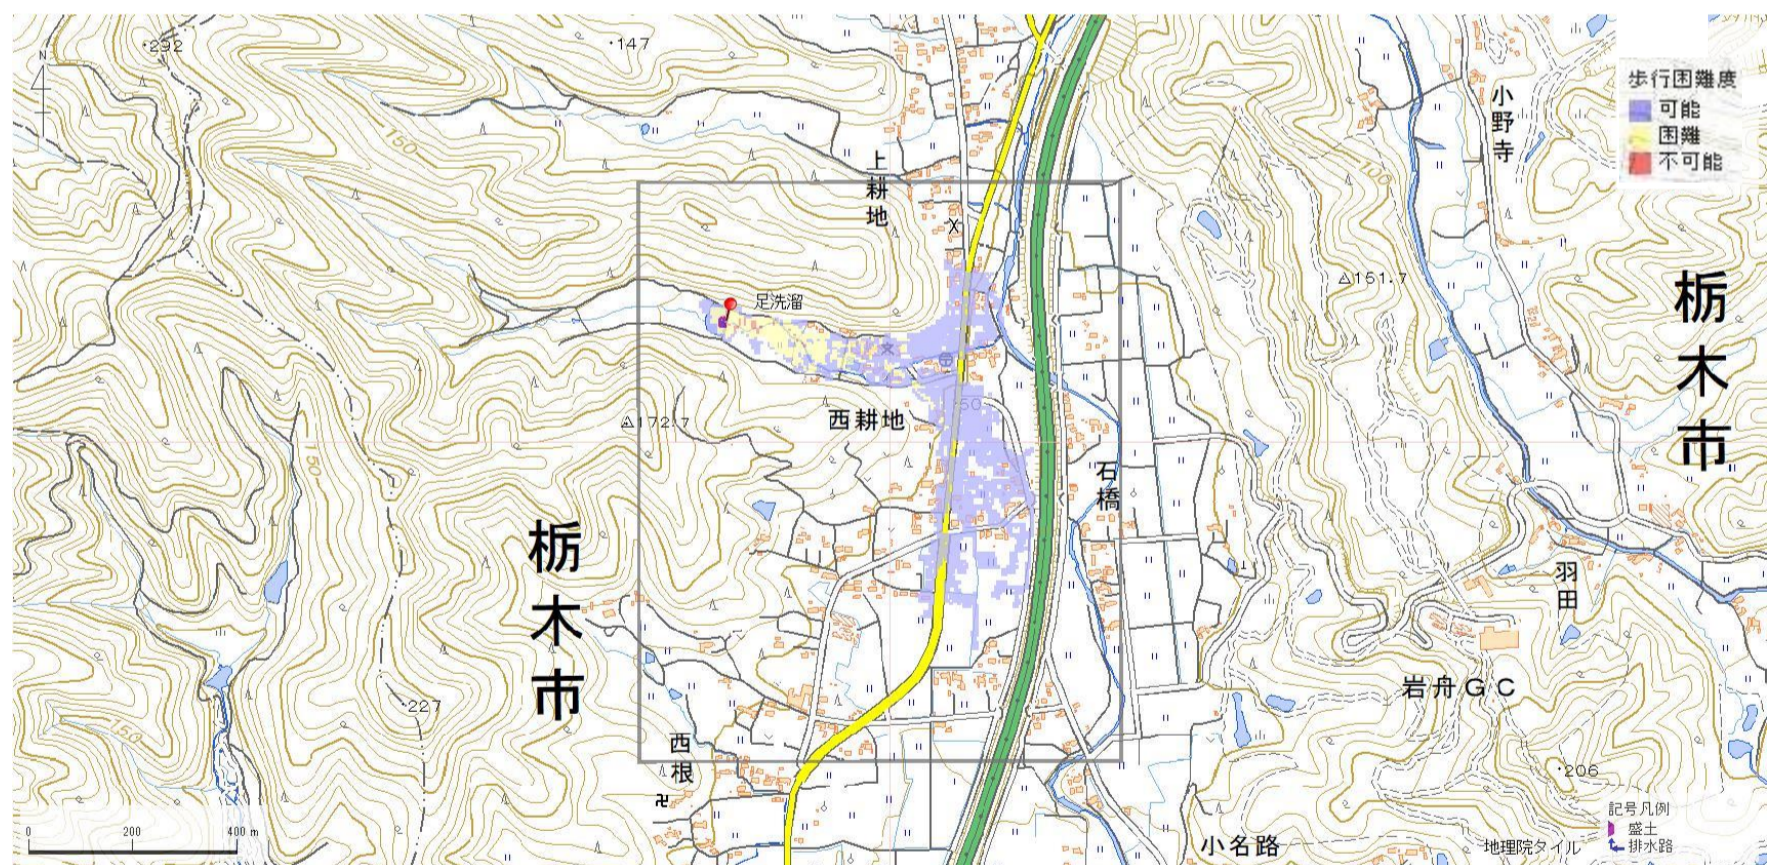 292
147
N
歩行困難度
可能
困難
不可能
小野寺
150
上耕地
100
151.7
栃木市
足洗溜
50
172.7
西耕地
150
石橋
栃木市
羽田
岩舟GC
227
150
西根
206
記号凡例
盛土
排水路
0 200 400 m
小名路
地理院タイル